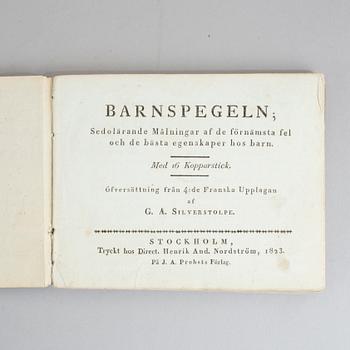 BARNSPEGELN;
Sedolärande Målningar af de förnämsta fel
och de bästa egenskaper hos barn.
Med 16 Kopparstick.
Öfversättning från 4:de Franska Upplagan
af
G. A. SILVERSTOLPE.
STOCKHOLM,
Tryckt hos Direct. Henrik And. Nordström, 1823.
På J. A. Probsts Förlag.